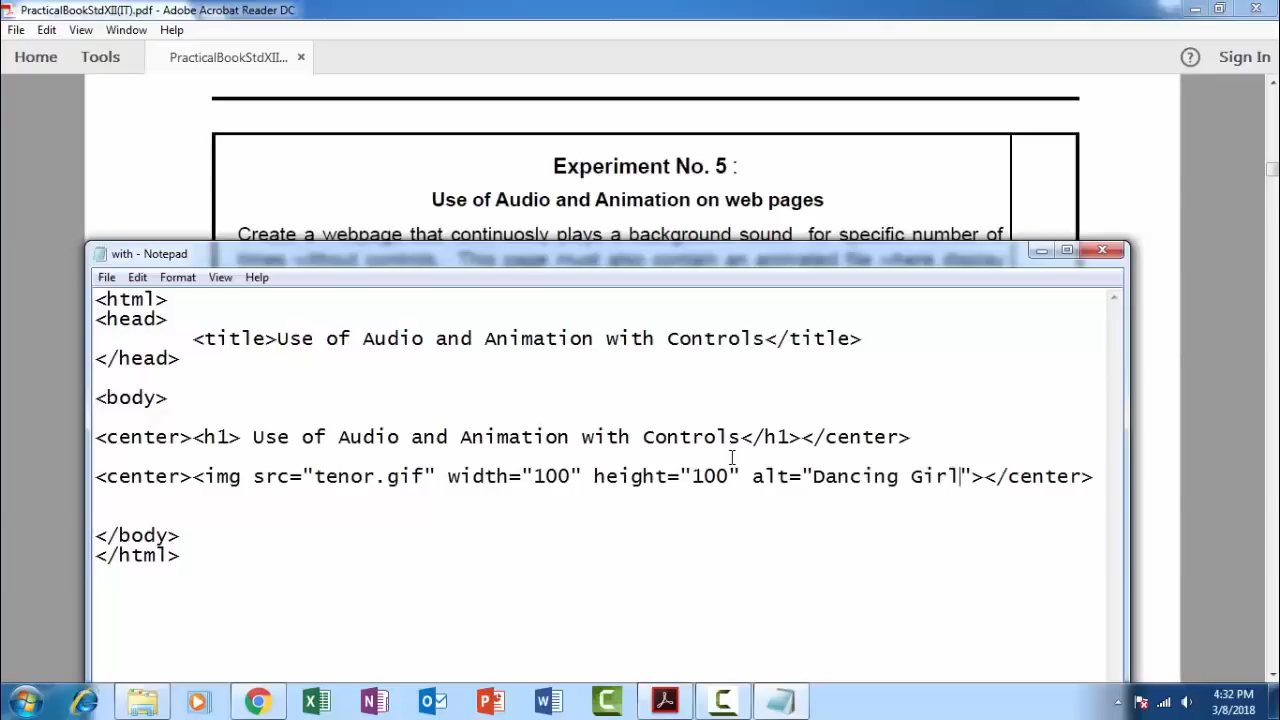 PracticalBookStdXII(IT).pdf - Adobe Acrobat Reader DC
File Edit View Window Help
Home Tools PracticalBookStdXII... × ? Sign In
Experiment No. 5 :
Use of Audio and Animation on web pages
Create a webpage that continuosly plays a background sound for specific number of
with - Notepad
File Edit Format View Help
<html>
<head>
<title>Use of Audio and Animation with Controls</title>
</head>
<body>
<center><h1> Use of Audio and Animation with Controls</h1></center>
<center><img src="tenor.gif" width="100" height="100" alt="Dancing Girl"></center>
</body>
</html>
4:32 PM
3/8/2018